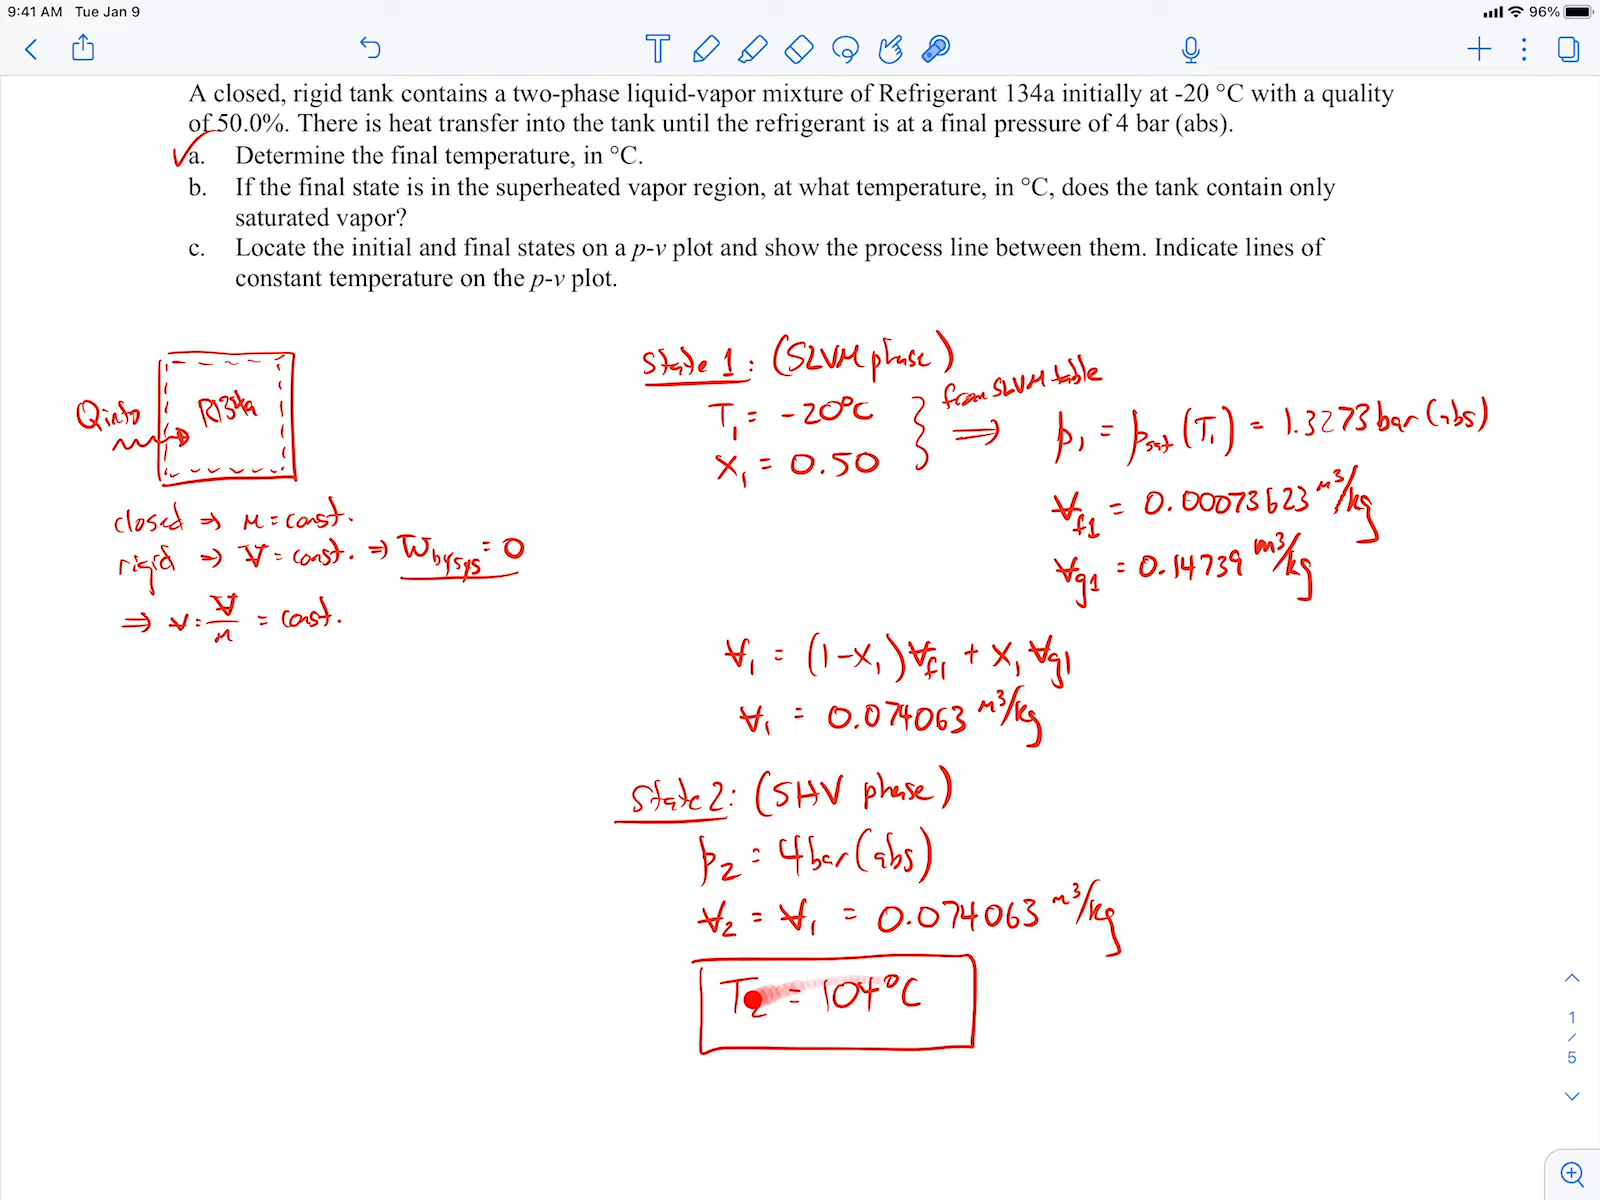 9:41 AM Tue Jan 9
96%
A closed, rigid tank contains a two-phase liquid-vapor mixture of Refrigerant 134a initially at -20 °C with a quality
of 50.0%. There is heat transfer into the tank until the refrigerant is at a final pressure of 4 bar (abs).
a. Determine the final temperature, in °C.
b. If the final state is in the superheated vapor region, at what temperature, in °C, does the tank contain only
saturated vapor?
c. Locate the initial and final states on a p-v plot and show the process line between them. Indicate lines of
constant temperature on the p-v plot.
Qinto
R134a
closed ⇒ m = const.
rigid ⇒ V = const. ⇒ W by sys = 0
⇒ v = V/m = const.
State 1: (SLVM phase)
T₁ = -20°C
x₁ = 0.50
from SLVM table
⇒ p₁ = psat (T₁) = 1.3273 bar (abs)
vf1 = 0.00073623 m³/kg
vg1 = 0.14739 m³/kg
v₁ = (1-x₁)vf1 + x₁vg1
v₁ = 0.074063 m³/kg
State 2: (SHV phase)
p₂ = 4 bar (abs)
v₂ = v₁ = 0.074063 m³/kg
T₂ = 104°C
1
/
5